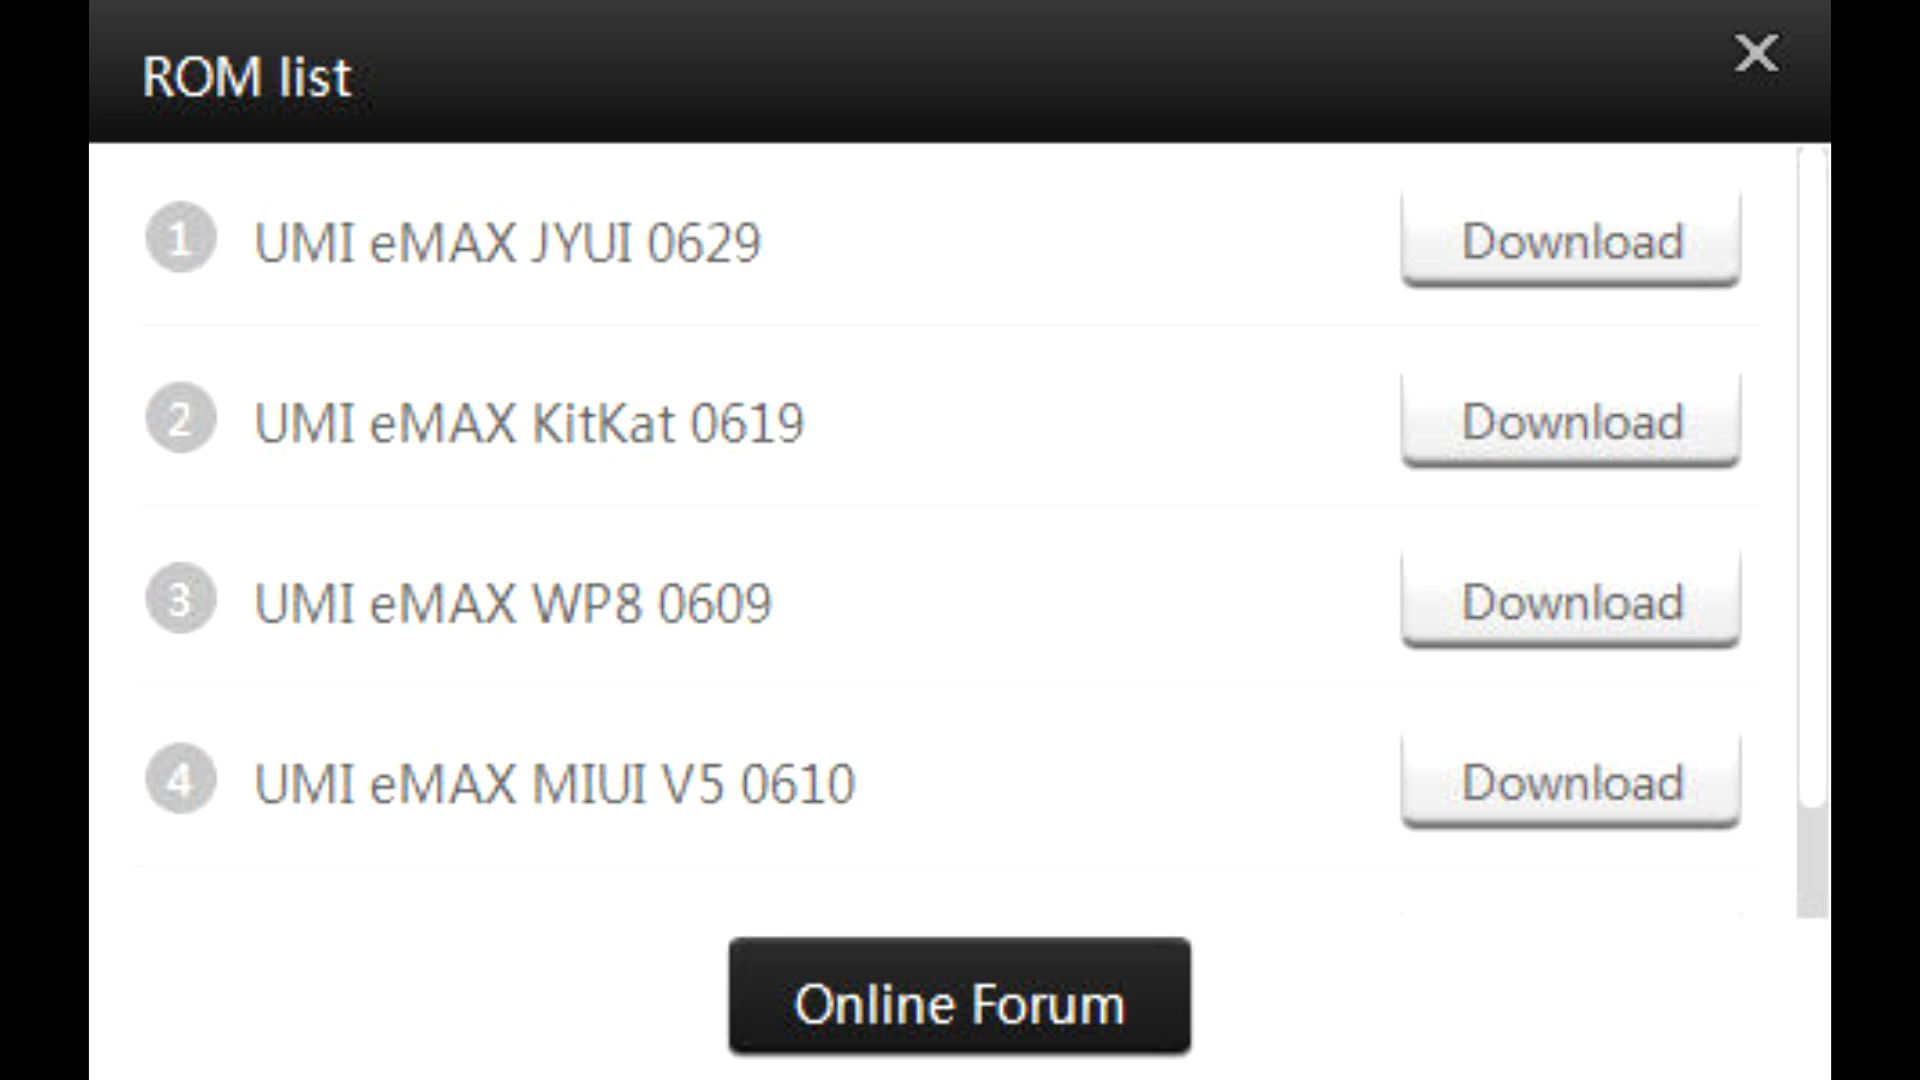 ROM list
1 UMI eMAX JYUI 0629 Download
2 UMI eMAX KitKat 0619 Download
3 UMI eMAX WP8 0609 Download
4 UMI eMAX MIUI V5 0610 Download
Online Forum